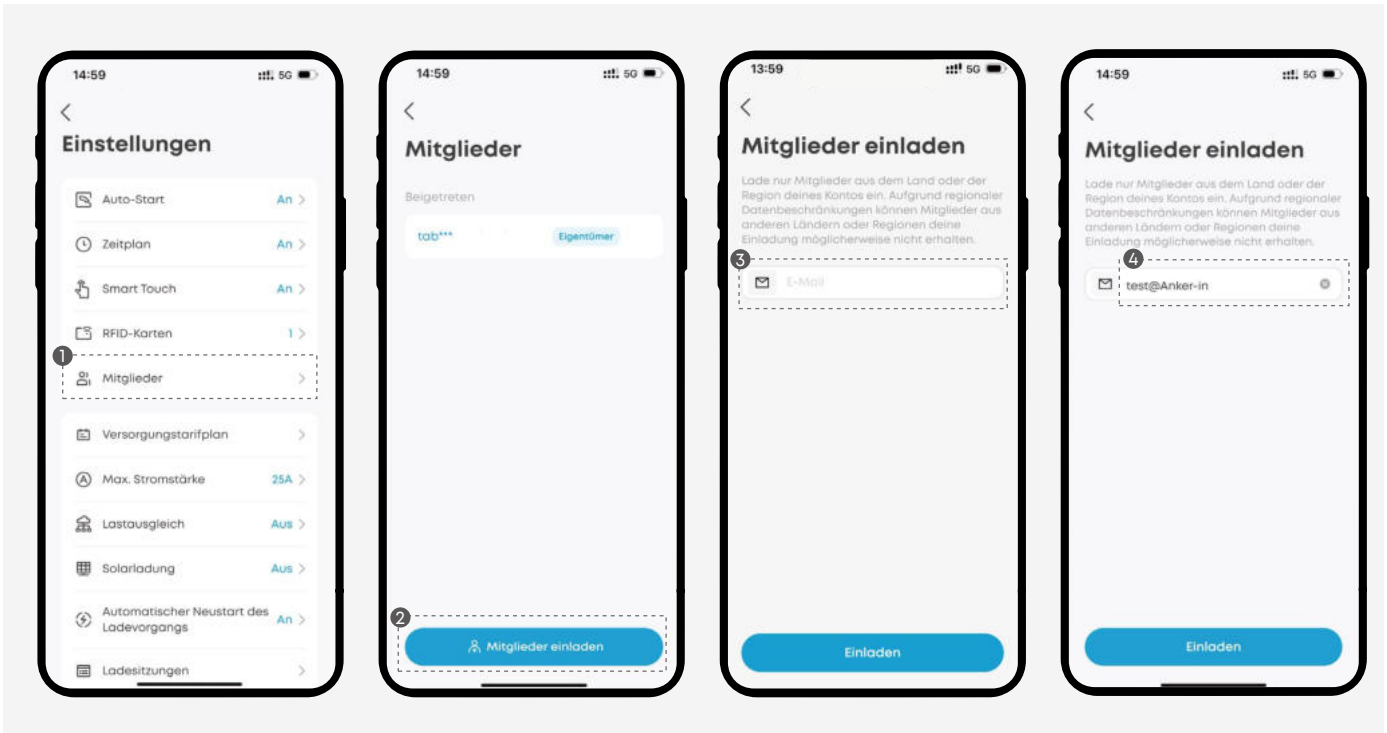 14:59
5G
Einstellungen
Auto-Start An
Zeitplan An
Smart Touch An
RFID-Karten 1
1
Mitglieder
Versorgungstarifplan
Max. Stromstärke 25A
Lastausgleich Aus
Solarladung Aus
Automatischer Neustart des
Ladevorgangs
An
Ladesitzungen
14:59
5G
Mitglieder
Beigetreten
tab*** Eigentümer
2
Mitglieder einladen
13:59
5G
Mitglieder einladen
Lade nur Mitglieder aus dem Land oder der
Region deines Kontos ein. Aufgrund regionaler
Datenbeschränkungen können Mitglieder aus
anderen Ländern oder Regionen deine
Einladung möglicherweise nicht erhalten.
3
E-Mail
Einladen
14:59
5G
Mitglieder einladen
Lade nur Mitglieder aus dem Land oder der
Region deines Kontos ein. Aufgrund regionaler
Datenbeschränkungen können Mitglieder aus
anderen Ländern oder Regionen deine
Einladung möglicherweise nicht erhalten.
4
test@Anker-in
Einladen